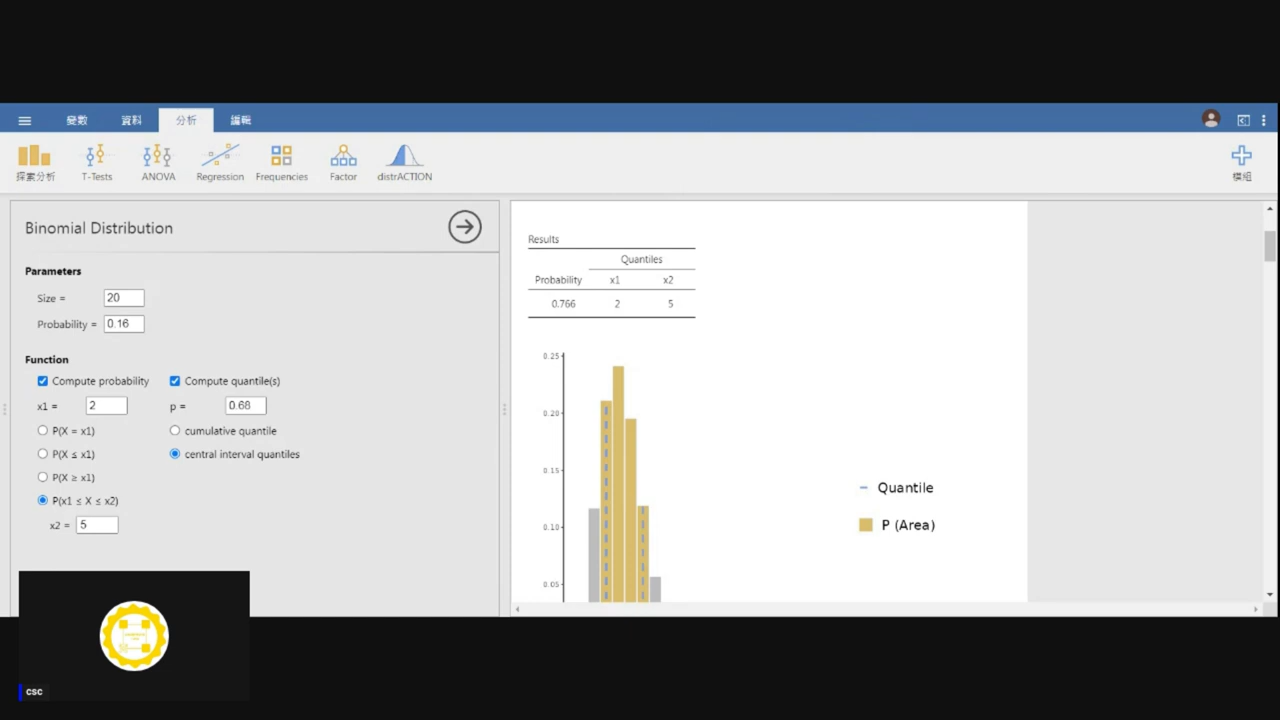 變數 資料 分析 編輯
探索分析 T-Tests ANOVA Regression Frequencies Factor distrACTION 模組
Binomial Distribution
Parameters
Size = 20
Probability = 0.16
Function
Compute probability Compute quantile(s)
x1 = 2 p = 0.68
P(X = x1) cumulative quantile
P(X ≤ x1) central interval quantiles
P(X ≥ x1)
P(x1 ≤ X ≤ x2)
x2 = 5
Results
Quantiles
Probability x1 x2
0.766 2 5
0.25
0.20
0.15
0.10
0.05
Quantile
P (Area)
csc